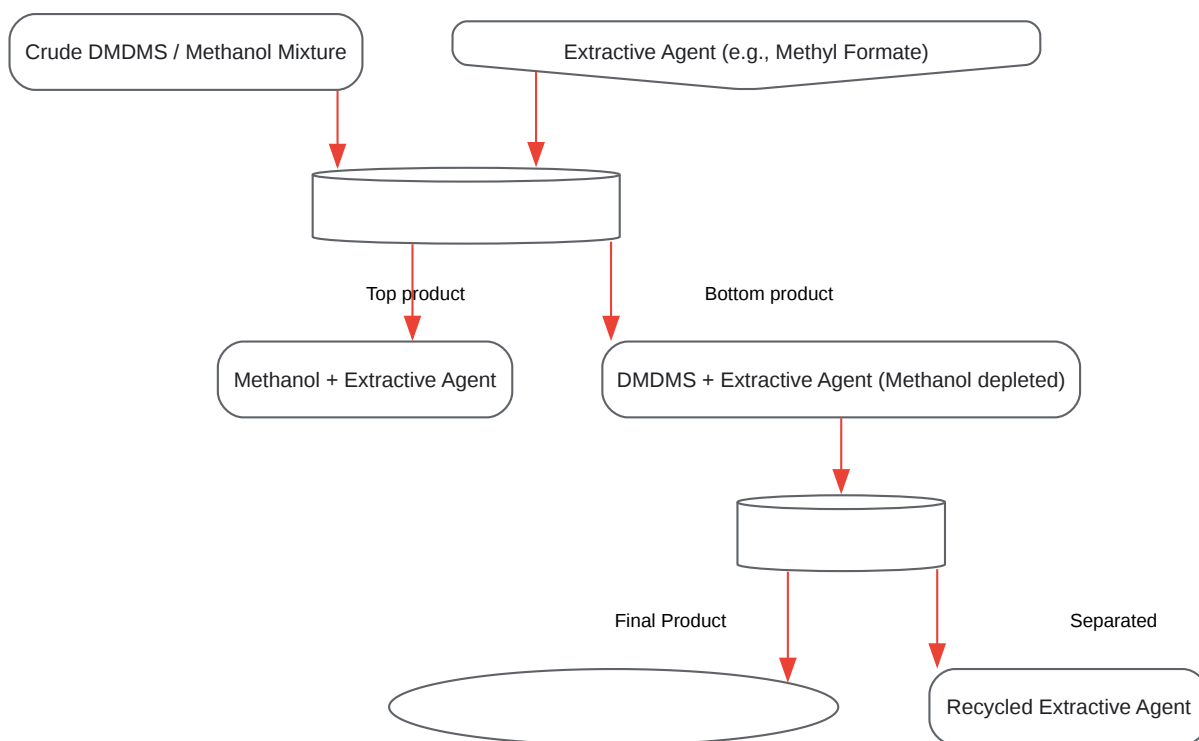 Crude DMDMS / Methanol Mixture
Extractive Agent (e.g., Methyl Formate)
Top product
Bottom product
Methanol + Extractive Agent
DMDMS + Extractive Agent (Methanol depleted)
Final Product
Separated
Recycled Extractive Agent